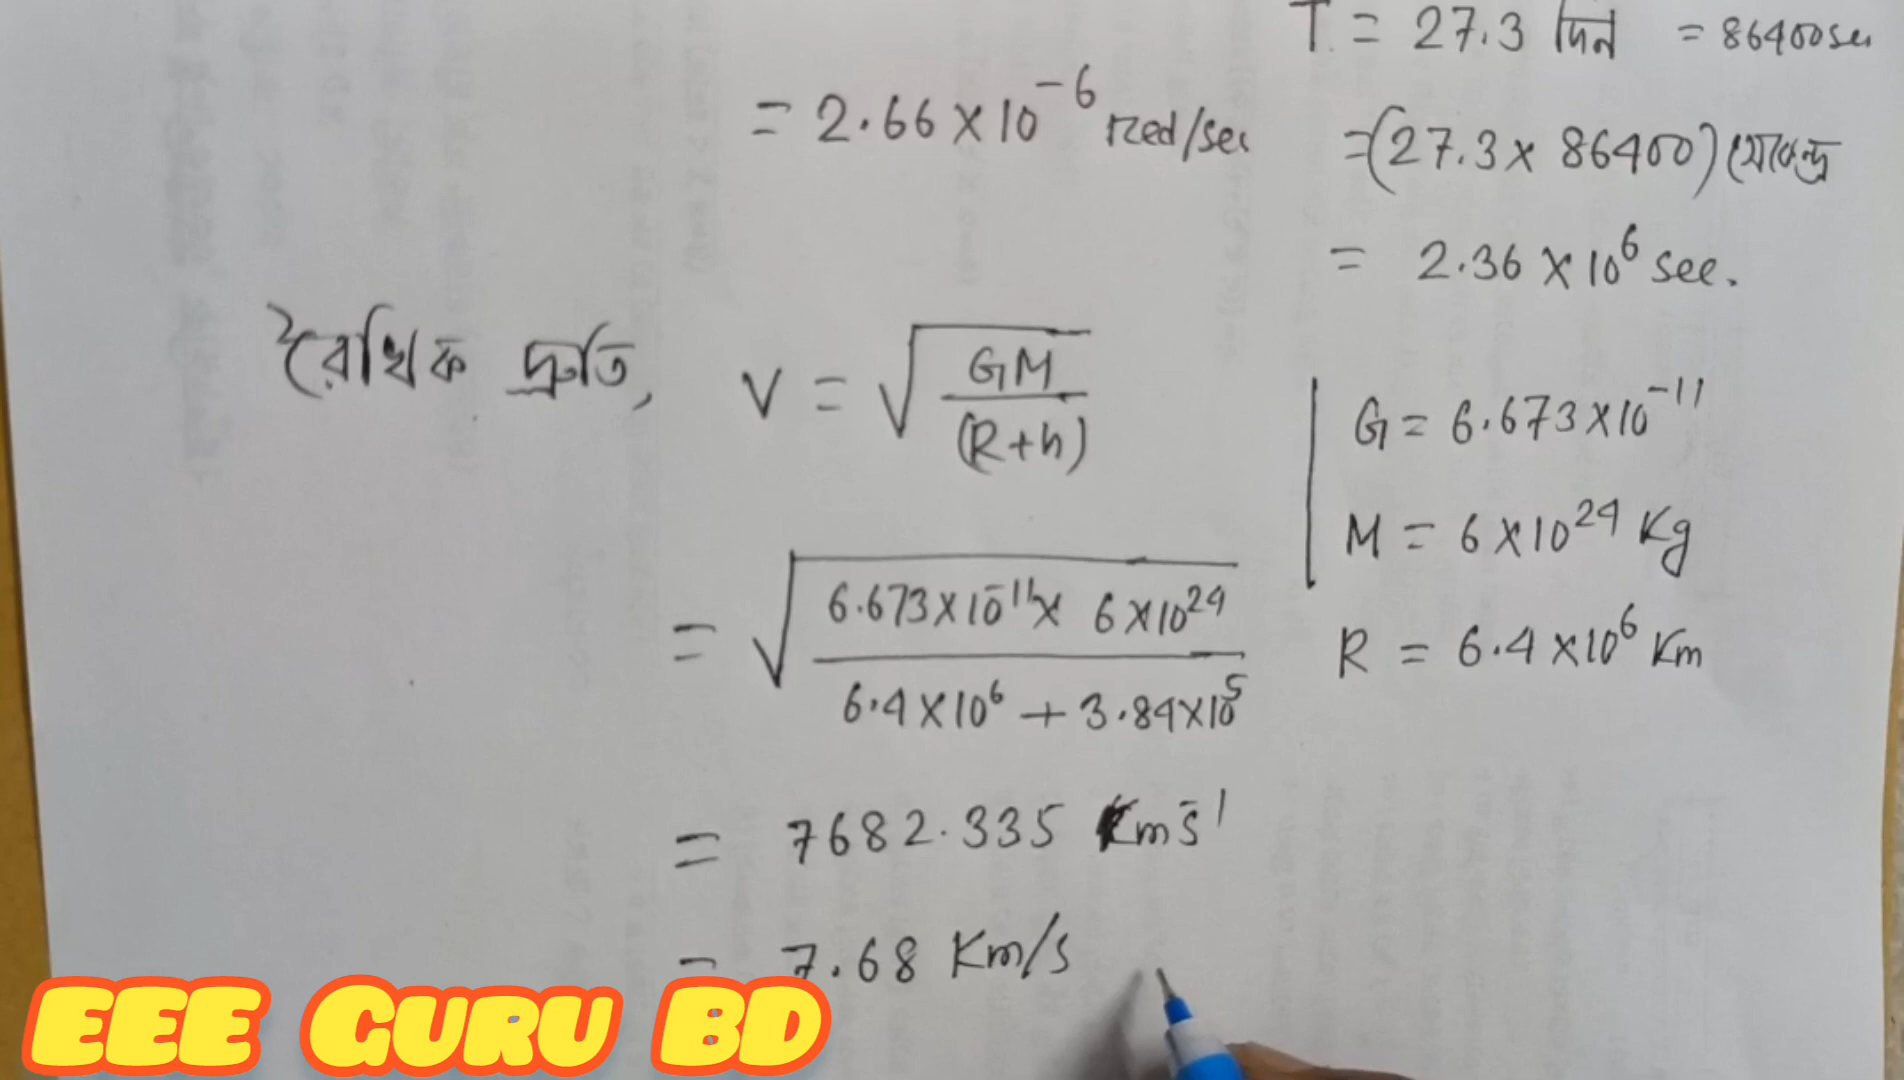 T = 27.3 দিন = 86400sec
= 2.66 × 10⁻⁶ red/sec
=(27.3 × 86400) সেকেন্ড
= 2.36 × 10⁶ sec.
রৈখিক দ্রুতি, V = √GM/(R+h)
G = 6.673×10⁻¹¹
M = 6×10²⁴ Kg
R = 6.4×10⁶ Km
= √6.673×10⁻¹¹× 6×10²⁴
6.4×10⁶ + 3.84×10⁵
= 7682.335 Kms⁻¹
= 7.68 Km/s
EEE GURU BD